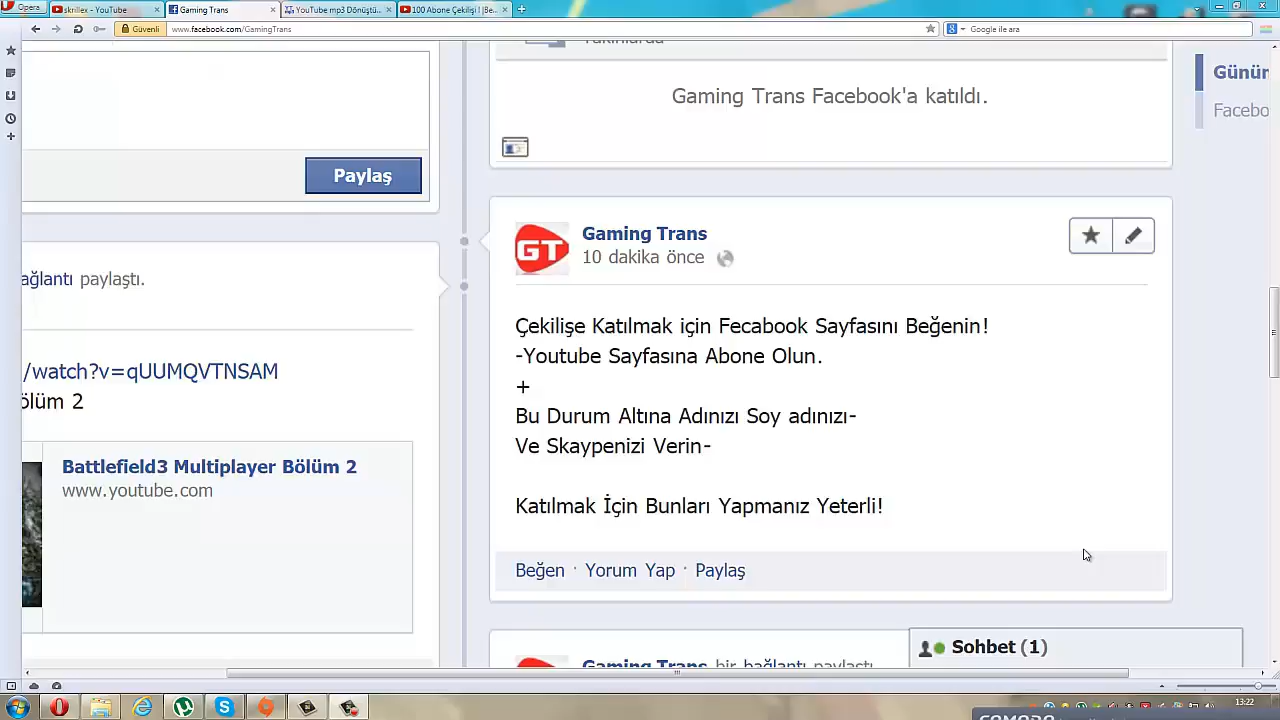 Opera
skrillex - YouTube
Gaming Trans
YouTube mp3 Dönüştü...
100 Abone Çekilişi ! |Be...
Güvenli
www.facebook.com/GamingTrans
Google ile ara
Gaming Trans Facebook'a katıldı.
Paylaş
ağlantı paylaştı.
/watch?v=qUUMQVTNSAM
ölüm 2
Battlefield3 Multiplayer Bölüm 2
www.youtube.com
GT
Gaming Trans
10 dakika önce
Çekilişe Katılmak için Fecabook Sayfasını Beğenin!
-Youtube Sayfasına Abone Olun.
+
Bu Durum Altına Adınızı Soy adınızı-
Ve Skaypenizi Verin-
Katılmak İçin Bunları Yapmanız Yeterli!
Beğen · Yorum Yap · Paylaş
Gaming Trans bir bağlantı paylaştı.
Sohbet (1)
Günün
Facebo
13:22
COMODO